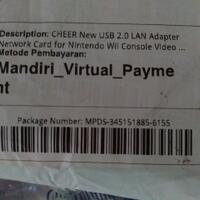 Description: CHEER New USB 2.0 LAN Adapter
Network Card for Nintendo Wii Console Video ...
Metode Pembayaran:
Mandiri_Virtual_Payme
nt
Package Number: MPDS-345151885-6155